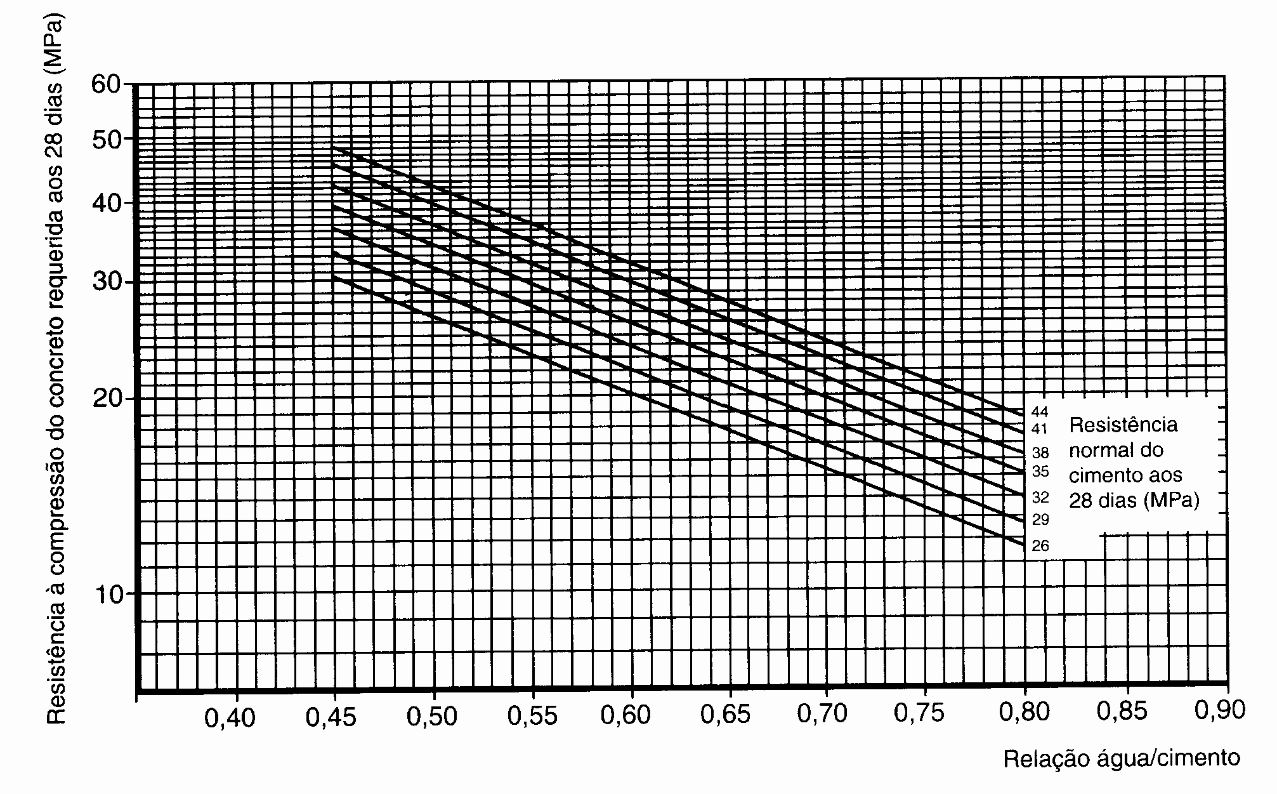 Resistência à compressão do concreto requerida aos 28 dias (MPa)
60
50
40
30
20
10
44
41
38
35
32
29
26
Resistência
normal do
cimento aos
28 dias (MPa)
0,40 0,45 0,50 0,55 0,60 0,65 0,70 0,75 0,80 0,85 0,90
Relação água/cimento